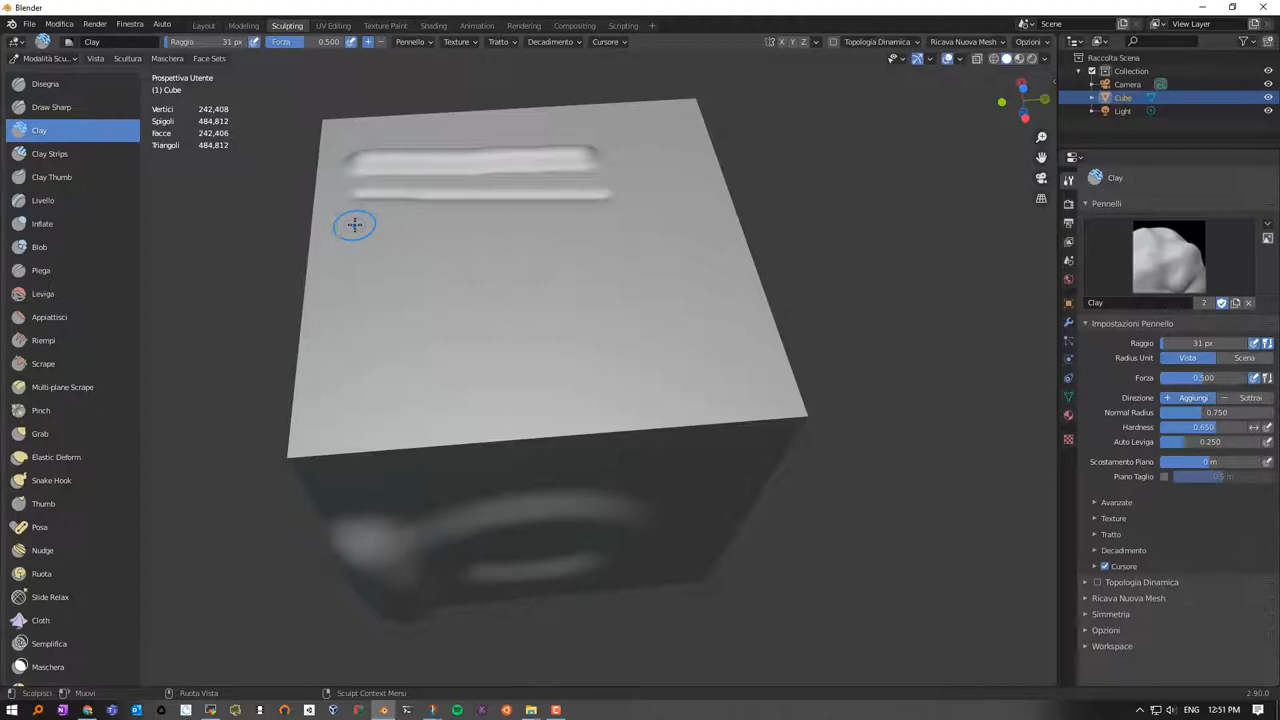 Blender
File Modifica Render Finestra Aiuto Layout Modeling Sculpting UV Editing Texture Paint Shading Animation Rendering Compositing Scripting + Scene View Layer
Clay Raggio 31 px Forza 0.500 Pennello Texture Tratto Decadimento Cursore X Y Z Topologia Dinamica Ricava Nuova Mesh Opzioni
Modalità Scu... Vista Scultura Maschera Face Sets
Raccolta Scena
Collection
Camera
Cube
Light
Prospettiva Utente
(1) Cube
Vertici 242,408
Spigoli 484,812
Facce 242,406
Triangoli 484,812
Disegna
Draw Sharp
Clay
Clay Strips
Clay Thumb
Livello
Inflate
Blob
Piega
Leviga
Appiattisci
Riempi
Scrape
Multi-plane Scrape
Pinch
Grab
Elastic Deform
Snake Hook
Thumb
Posa
Nudge
Ruota
Slide Relax
Cloth
Semplifica
Maschera
Clay
Pennelli
Clay 2
Impostazioni Pennello
Raggio 31 px
Radius Unit Vista Scena
Forza 0.500
Direzione + Aggiungi − Sottrai
Normal Radius 0.750
Hardness 0.650
Auto Leviga 0.250
Scostamento Piano 0 m
Piano Taglio 0.5 m
Avanzate
Texture
Tratto
Decadimento
Cursore
Topologia Dinamica
Ricava Nuova Mesh
Simmetria
Opzioni
Workspace
Scolpisci Muovi Ruota Vista Sculpt Context Menu 2.90.0
ENG 12:51 PM